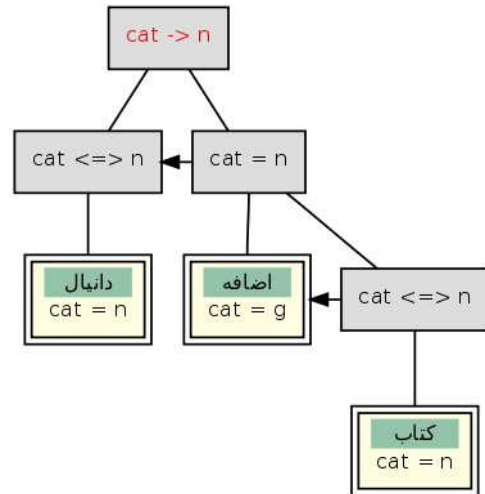 cat -> n
cat <=> n
cat = n
دانیال
cat = n
اضافه
cat = g
cat <=> n
کتاب
cat = n